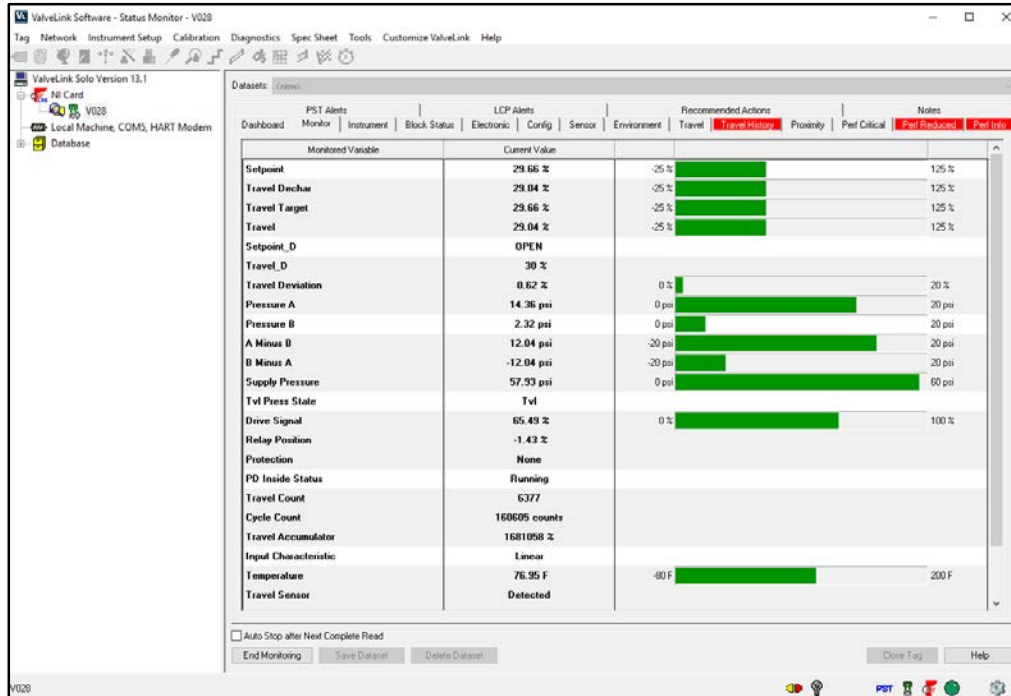 ValveLink Software - Status Monitor - V028
Tag Network Instrument Setup Calibration Diagnostics Spec Sheet Tools Customize ValveLink Help
ValveLink Solo Version 13.1
NI Card
V028
Local Machine, COM5, HART Modem
Database
Datasets: (new)
PST Alerts LCP Alerts Recommended Actions Notes
Dashboard Monitor Instrument Block Status Electronic Config Sensor Environment Travel Travel History Proximity Perf Critical Perf Reduced Perf Info
Monitored Variable Current Value
Setpoint 29.66 % -25 % 125 %
Travel Dechar 29.04 % -25 % 125 %
Travel Target 29.66 % -25 % 125 %
Travel 29.04 % -25 % 125 %
Setpoint_D OPEN
Travel_D 30 %
Travel Deviation 0.62 % 0 % 20 %
Pressure A 14.36 psi 0 psi 20 psi
Pressure B 2.32 psi 0 psi 20 psi
A Minus B 12.04 psi -20 psi 20 psi
B Minus A -12.04 psi -20 psi 20 psi
Supply Pressure 57.93 psi 0 psi 60 psi
Tvl Press State Tvl
Drive Signal 65.49 % 0 % 100 %
Relay Position -1.43 %
Protection None
PD Inside Status Running
Travel Count 6377
Cycle Count 160605 counts
Travel Accumulator 1681058 %
Input Characteristic Linear
Temperature 76.95 F -80 F 200 F
Travel Sensor Detected
Auto Stop after Next Complete Read
End Monitoring Save Dataset Delete Dataset Close Tag Help
V028 PST